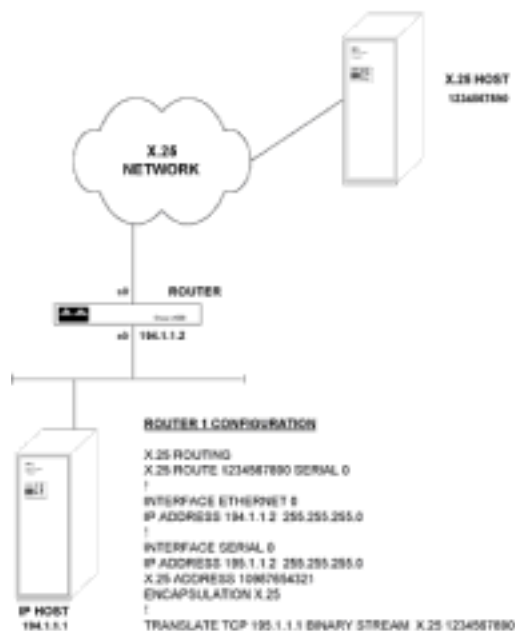 X.25 HOST
1234567890
X.25
NETWORK
s0
ROUTER
e0
194.1.1.2
ROUTER 1 CONFIGURATION
X.25 ROUTING
X.25 ROUTE 1234567890 SERIAL 0
!
INTERFACE ETHERNET 0
IP ADDRESS 194.1.1.2 255.255.255.0
!
INTERFACE SERIAL 0
IP ADDRESS 195.1.1.2 255.255.255.0
X.25 ADDRESS 10987654321
ENCAPSULATION X.25
!
TRANSLATE TCP 195.1.1.1 BINARY STREAM X.25 1234567890
IP HOST
194.1.1.1